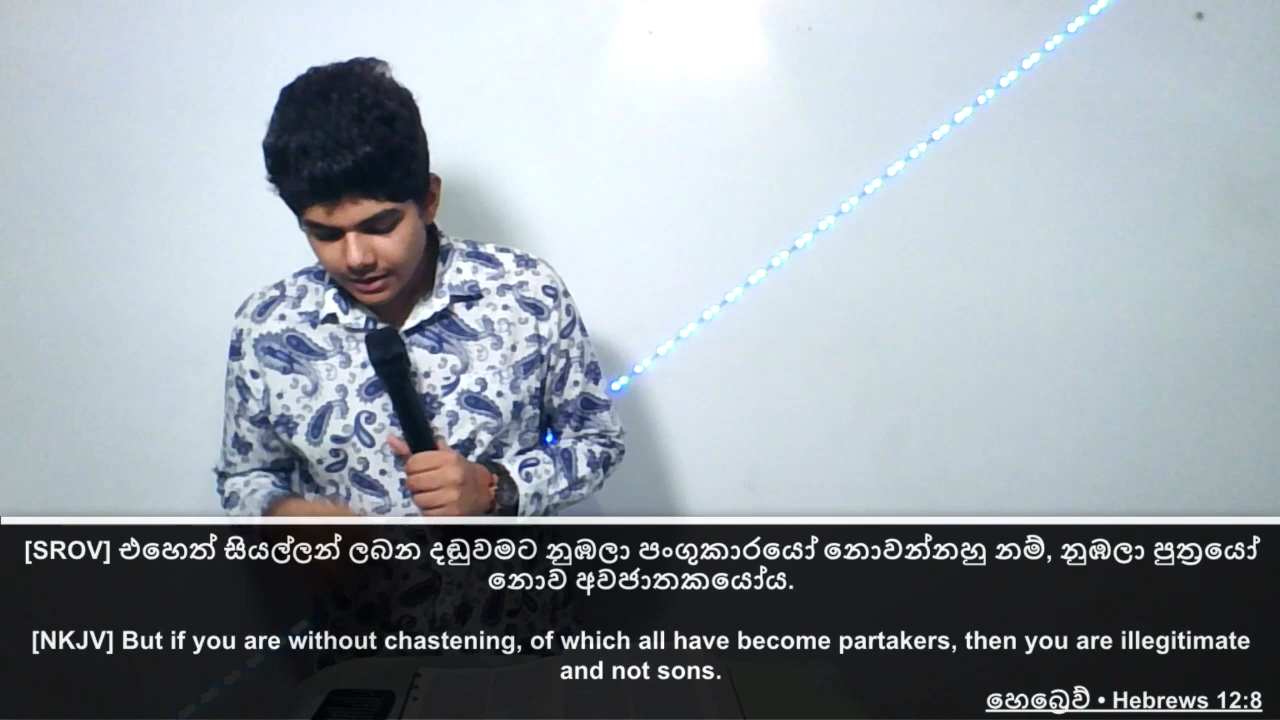 [SROV] එහෙත් සියල්ලන් ලබන දඬුවමට නුඹලා පංගුකාරයෝ නොවන්නහු නම්, නුඹලා පුත්‍රයෝ
නොව අවජාතකයෝය.
[NKJV] But if you are without chastening, of which all have become partakers, then you are illegitimate
and not sons.
හෙබ්‍රෙව් • Hebrews 12:8